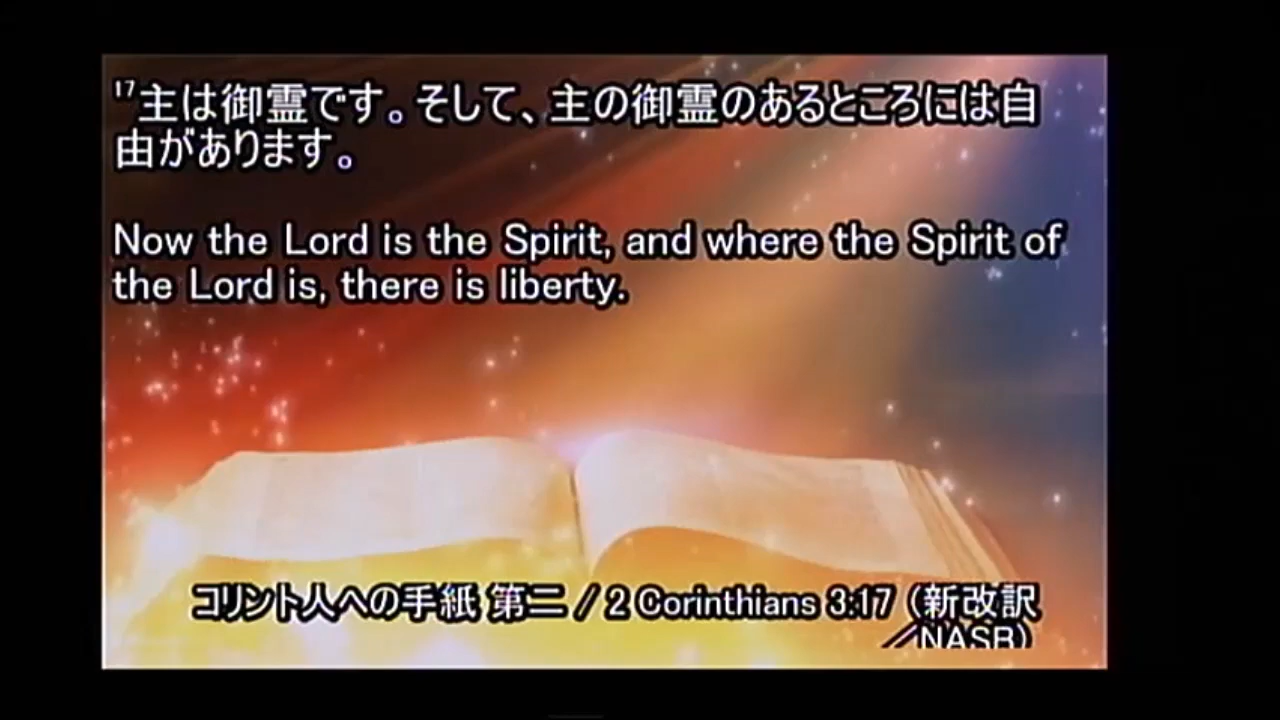 17主は御霊です。そして、主の御霊のあるところには自
由があります。
Now the Lord is the Spirit, and where the Spirit of
the Lord is, there is liberty.
コリント人への手紙 第二 / 2 Corinthians 3:17 (新改訳
/NASB)